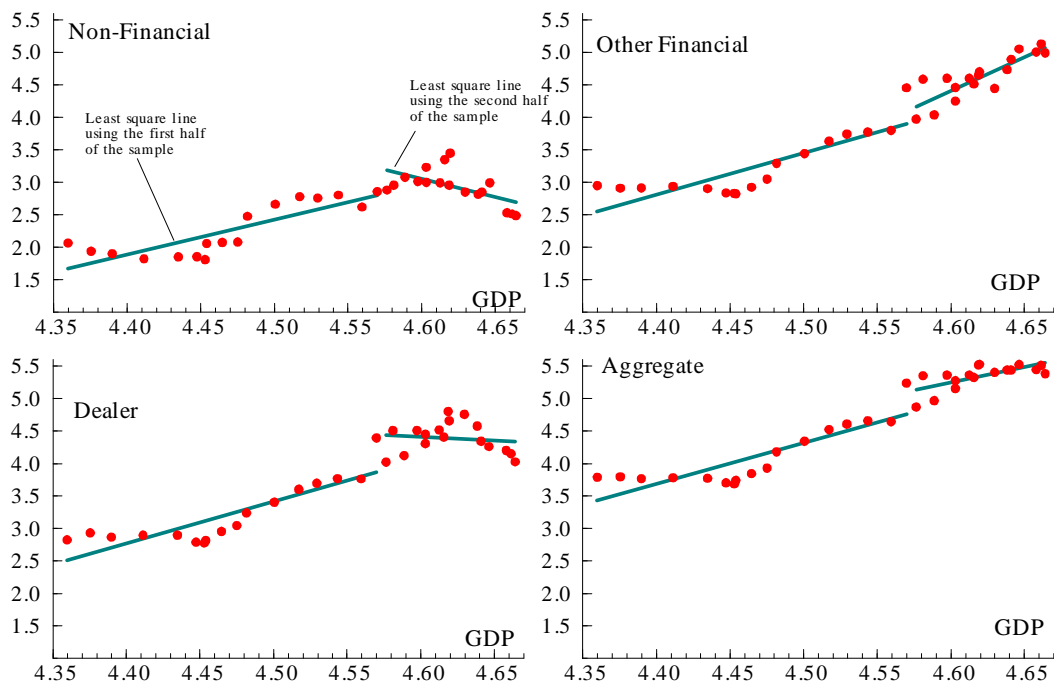 5.5
Non-Financial
5.0
4.5
4.0
Least square line
using the first half
of the sample
Least square line
using the second half
of the sample
3.5
3.0
2.5
2.0
1.5
GDP
4.35 4.40 4.45 4.50 4.55 4.60 4.65
5.5
Other Financial
5.0
4.5
4.0
3.5
3.0
2.5
2.0
1.5
GDP
4.35 4.40 4.45 4.50 4.55 4.60 4.65
5.5
Dealer
5.0
4.5
4.0
3.5
3.0
2.5
2.0
1.5
GDP
4.35 4.40 4.45 4.50 4.55 4.60 4.65
5.5
Aggregate
5.0
4.5
4.0
3.5
3.0
2.5
2.0
1.5
GDP
4.35 4.40 4.45 4.50 4.55 4.60 4.65